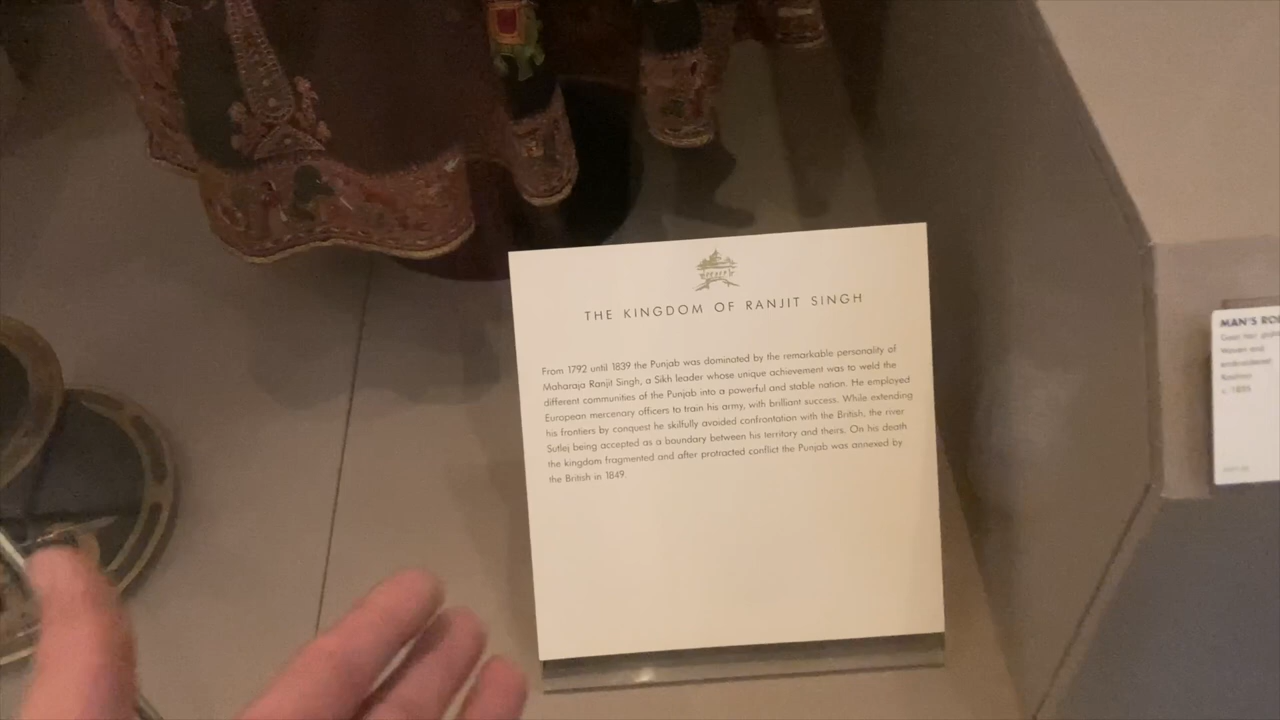 THE KINGDOM OF RANJIT SINGH
From 1792 until 1839 the Punjab was dominated by the remarkable personality of
Maharaja Ranjit Singh, a Sikh leader whose unique achievement was to weld the
different communities of the Punjab into a powerful and stable nation. He employed
European mercenary officers to train his army, with brilliant success. While extending
his frontiers by conquest he skilfully avoided confrontation with the British, the river
Sutlej being accepted as a boundary between his territory and theirs. On his death
the kingdom fragmented and after protracted conflict the Punjab was annexed by
the British in 1849.
MAN'S
Woven and
embroidered